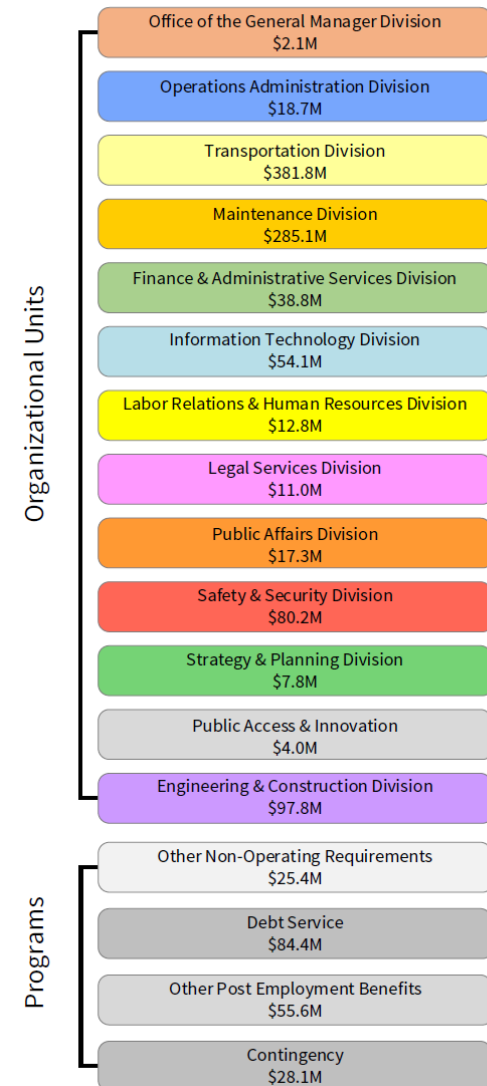 Organizational Units
Office of the General Manager Division
$2.1M
Operations Administration Division
$18.7M
Transportation Division
$381.8M
Maintenance Division
$285.1M
Finance & Administrative Services Division
$38.8M
Information Technology Division
$54.1M
Labor Relations & Human Resources Division
$12.8M
Legal Services Division
$11.0M
Public Affairs Division
$17.3M
Safety & Security Division
$80.2M
Strategy & Planning Division
$7.8M
Public Access & Innovation
$4.0M
Engineering & Construction Division
$97.8M
Programs
Other Non-Operating Requirements
$25.4M
Debt Service
$84.4M
Other Post Employment Benefits
$55.6M
Contingency
$28.1M